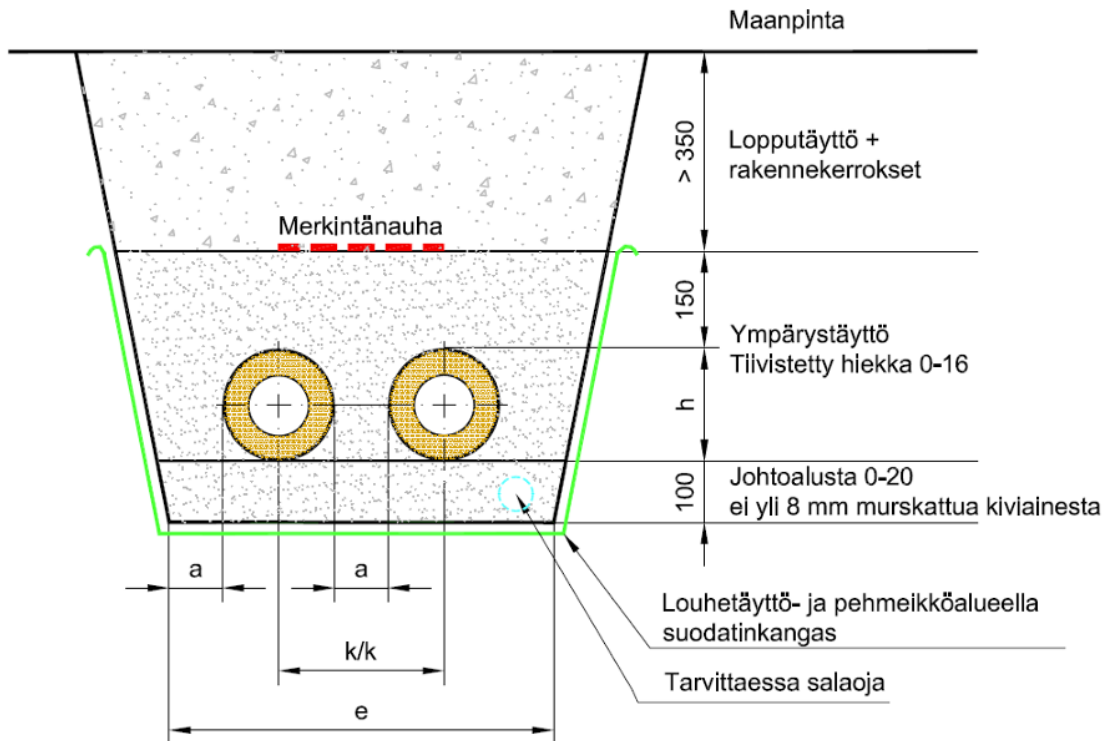 Maanpinta
> 350
Lopputäyttö +
rakennekerrokset
Merkintänauha
150
Ympärystäyttö
Tiivistetty hiekka 0-16
h
100
Johtoalusta 0-20
ei yli 8 mm murskattua kiviainesta
a
a
Louhetäyttö- ja pehmeikköalueella
suodatinkangas
k/k
Tarvittaessa salaoja
e